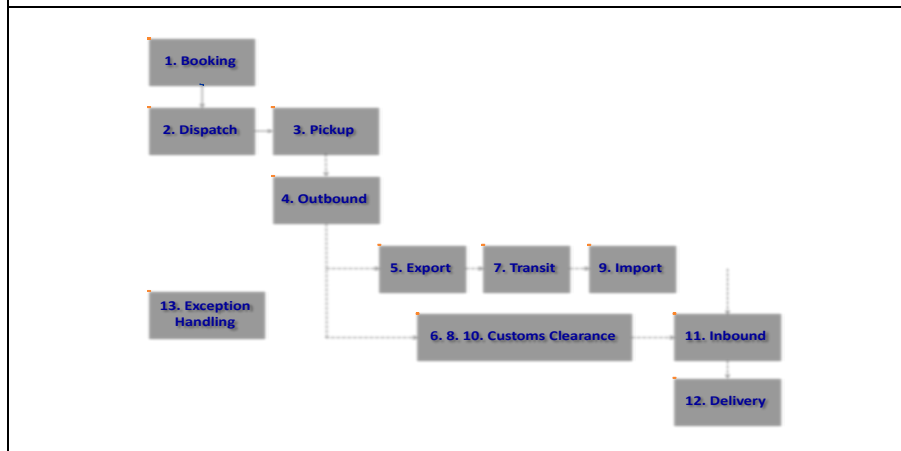 1. Booking
2. Dispatch
3. Pickup
4. Outbound
5. Export
7. Transit
9. Import
13. Exception
Handling
6. 8. 10. Customs Clearance
11. Inbound
12. Delivery